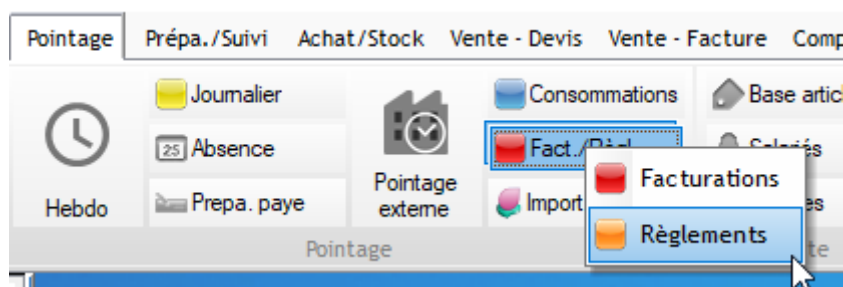 Pointage Prépa./Suivi Achat/Stock Vente - Devis Vente - Facture
Journalier Consommations Base
25 Absence Fact./
Facturations
Hebdo Prepa. paye Pointage externe Import
Règlements
Pointage